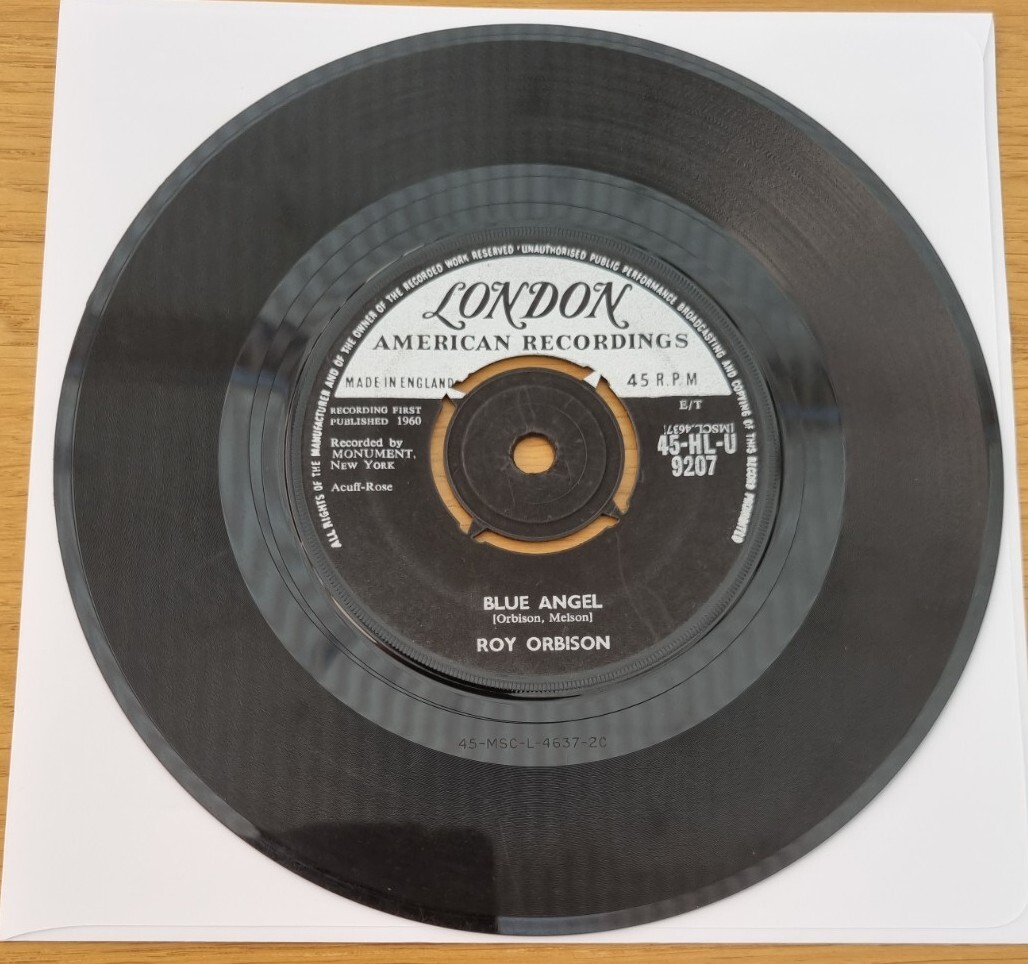 ALL RIGHTS OF THE MANUFACTURER AND OF THE OWNER OF THE RECORDED WORK RESERVED · UNAUTHORISED PUBLIC PERFORMANCE BROADCASTING AND COPYING OF THIS RECORD PROHIBITED
LONDON
AMERICAN RECORDINGS
MADE IN ENGLAND
45 R.P.M
RECORDING FIRST
PUBLISHED 1960
Recorded by
MONUMENT,
New York
Acuff-Rose
E/T
[MSCL.4637]
45-HL-U
9207
BLUE ANGEL
[Orbison, Melson]
ROY ORBISON
45-MSC-L-4637-2C